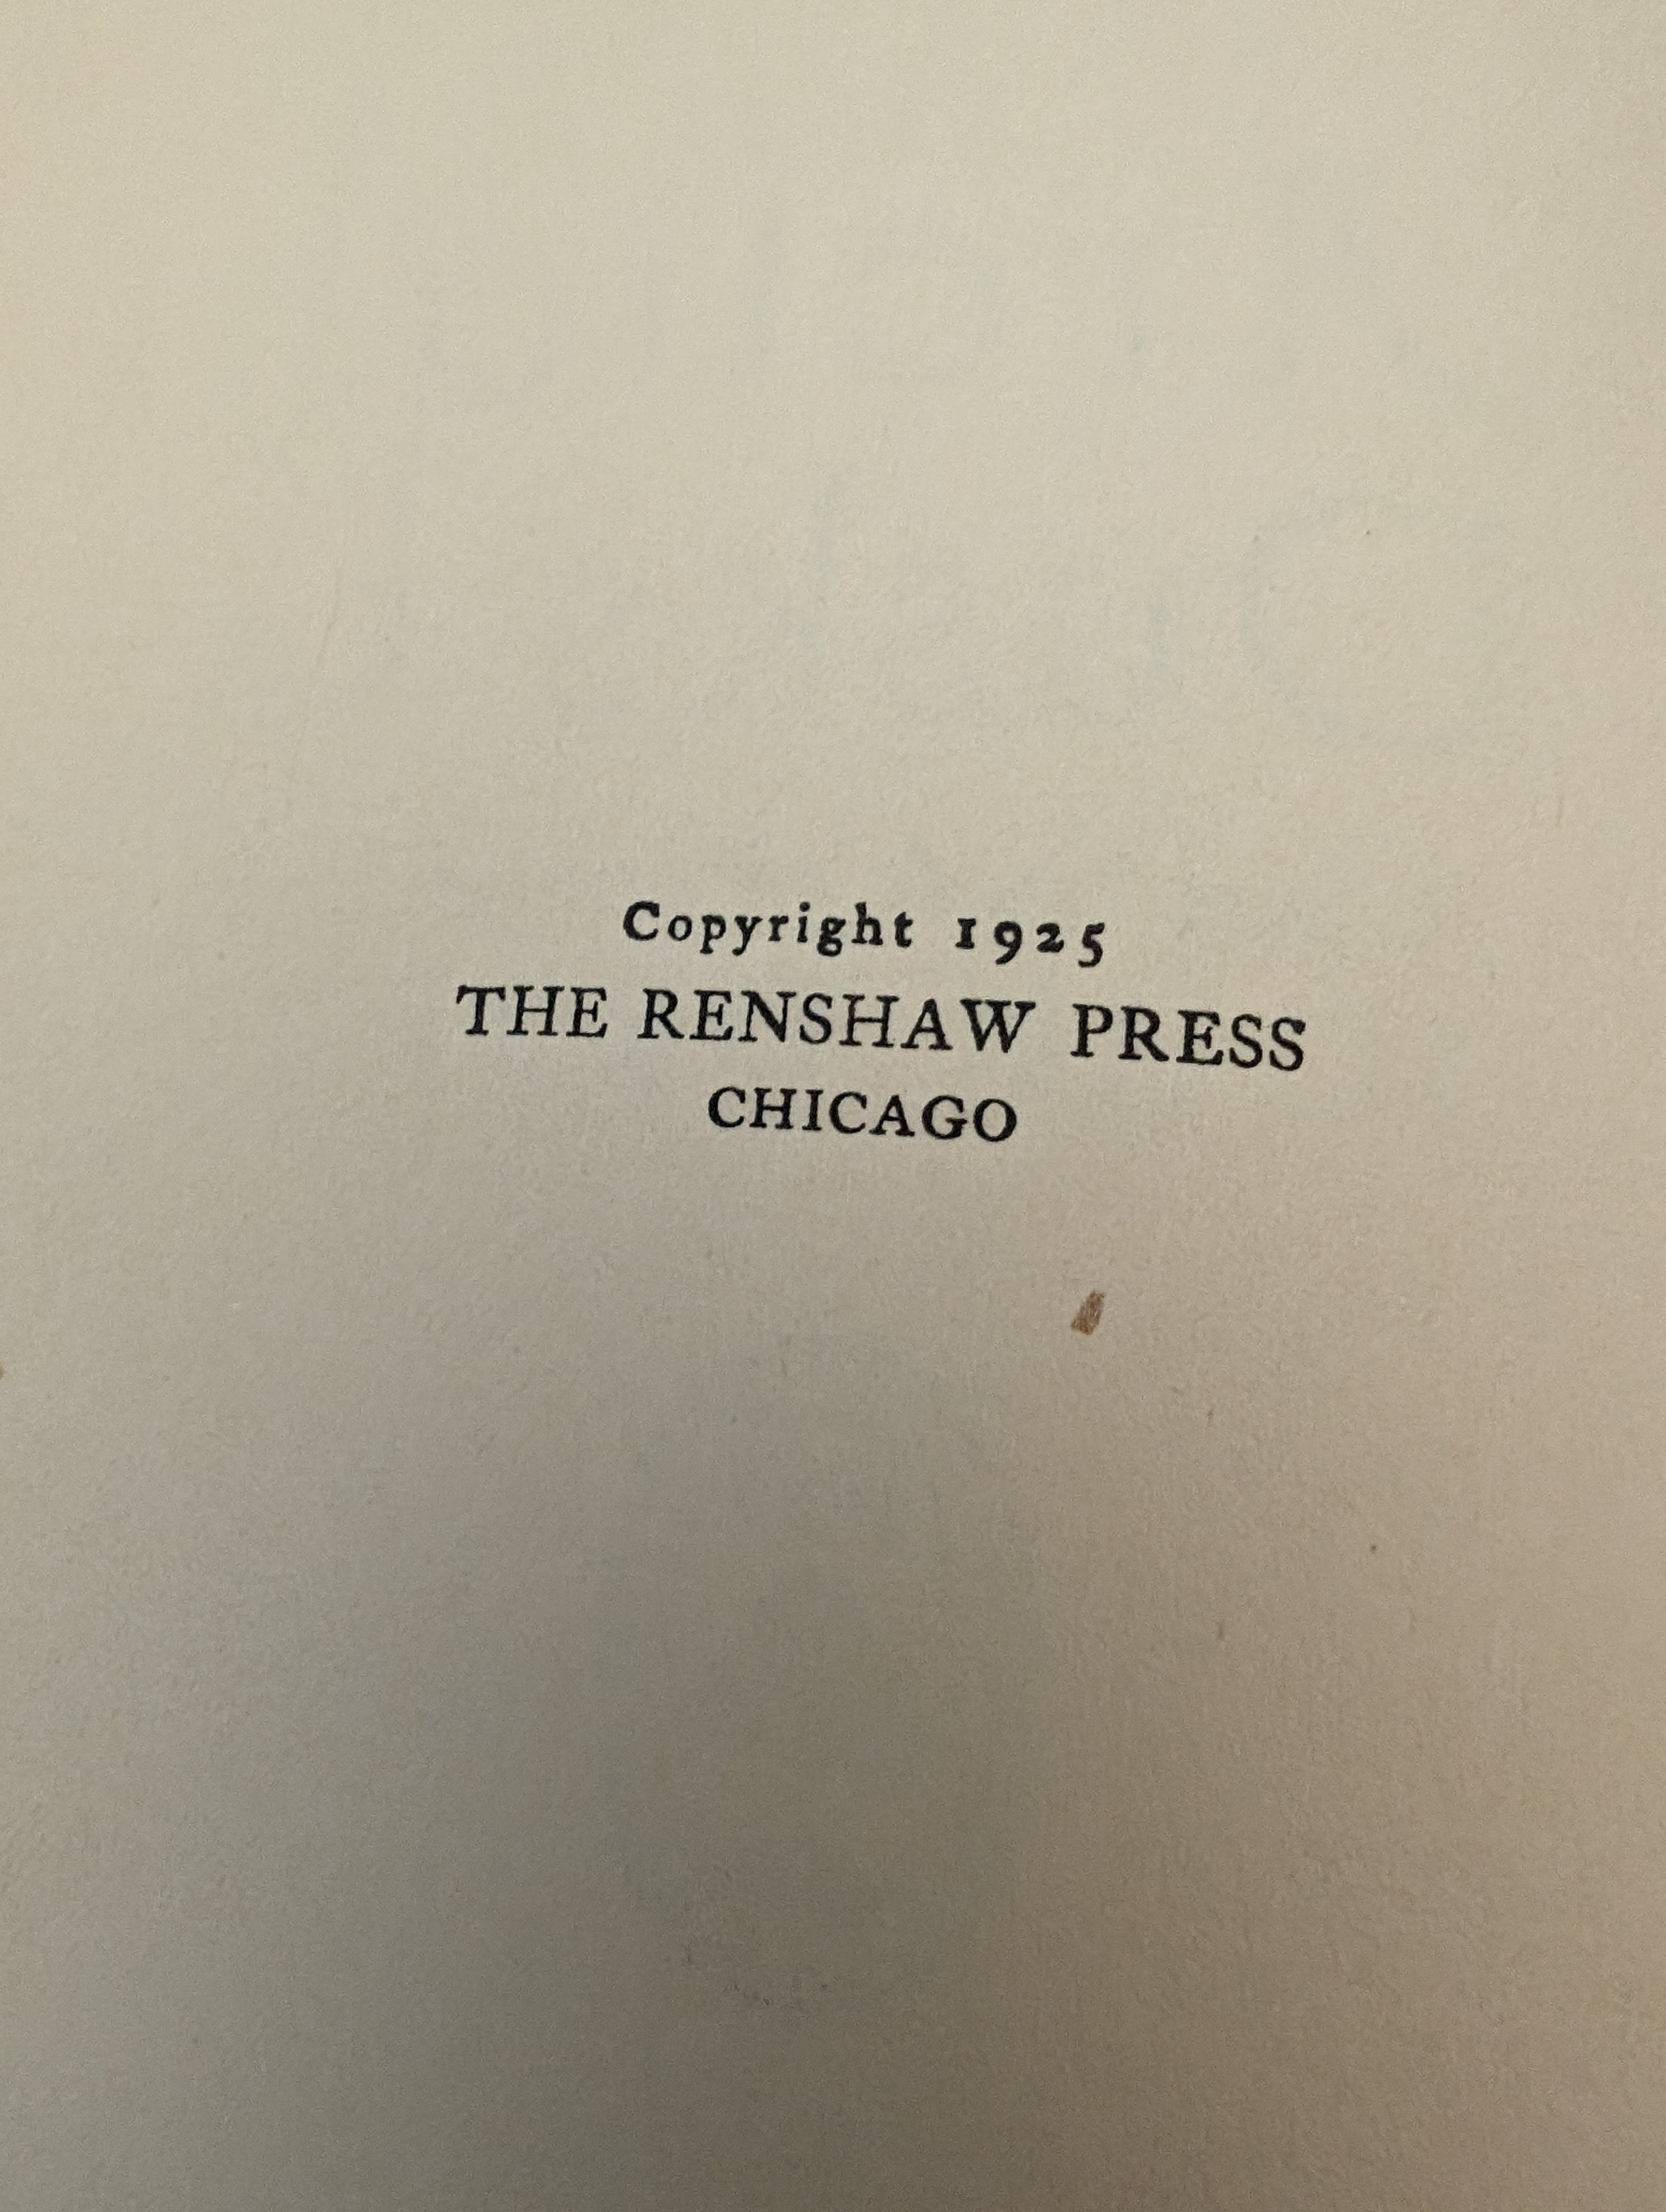 Copyright 1925
THE RENSHAW PRESS
CHICAGO